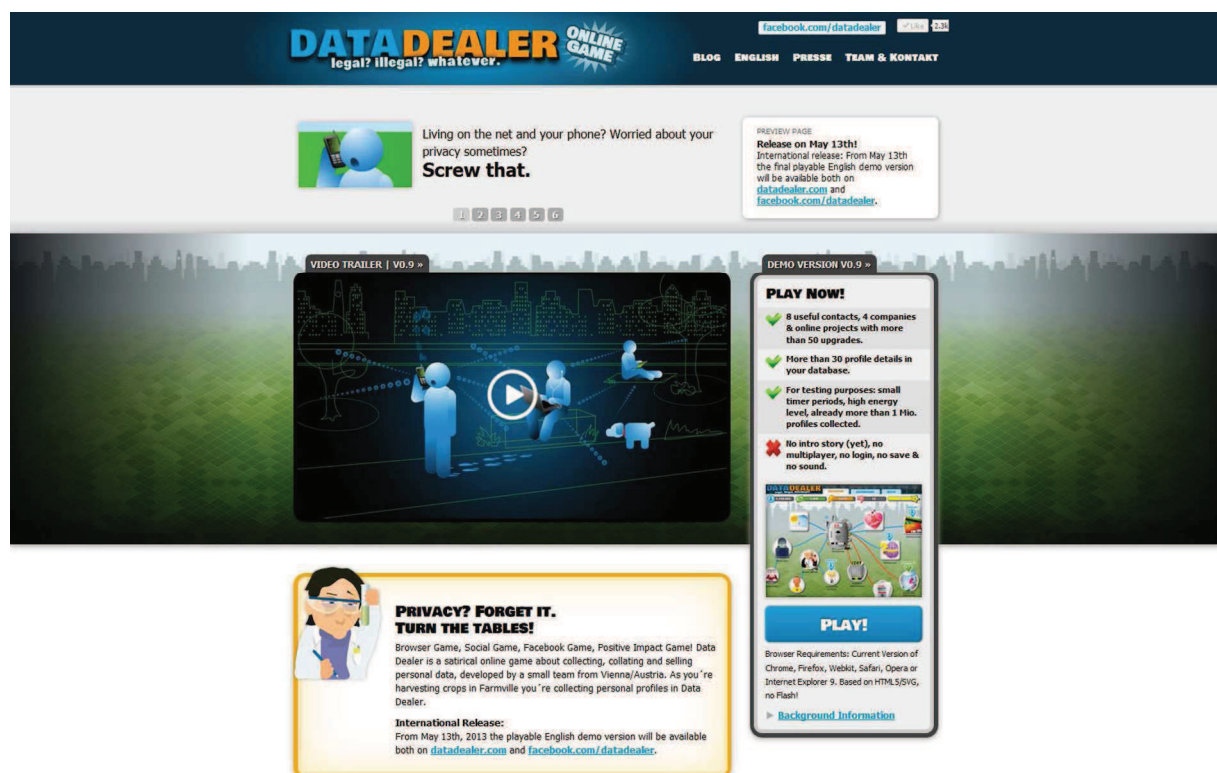 DATADEALER ONLINE GAME
legal? illegal? whatever.
facebook.com/datadealer Like 2.3k
BLOG ENGLISH PRESSE TEAM & KONTAKT
Living on the net and your phone? Worried about your
privacy sometimes?
Screw that.
1 2 3 4 5 6
PREVIEW PAGE
Release on May 13th!
International release: From May 13th
the final playable English demo version
will be available both on
datadealer.com and
facebook.com/datadealer.
VIDEO TRAILER | V0.9 »
DEMO VERSION V0.9 »
PLAY NOW!
8 useful contacts, 4 companies
& online projects with more
than 50 upgrades.
More than 30 profile details in
your database.
For testing purposes: small
timer periods, high energy
level, already more than 1 Mio.
profiles collected.
No intro story (yet), no
multiplayer, no login, no save &
no sound.
DATADEALER
PLAY!
Browser Requirements: Current Version of
Chrome, Firefox, Webkit, Safari, Opera or
Internet Explorer 9. Based on HTML5/SVG,
no Flash!
Background Information
PRIVACY? FORGET IT.
TURN THE TABLES!
Browser Game, Social Game, Facebook Game, Positive Impact Game! Data
Dealer is a satirical online game about collecting, collating and selling
personal data, developed by a small team from Vienna/Austria. As you´re
harvesting crops in Farmville you´re collecting personal profiles in Data
Dealer.
International Release:
From May 13th, 2013 the playable English demo version will be available
both on datadealer.com and facebook.com/datadealer.